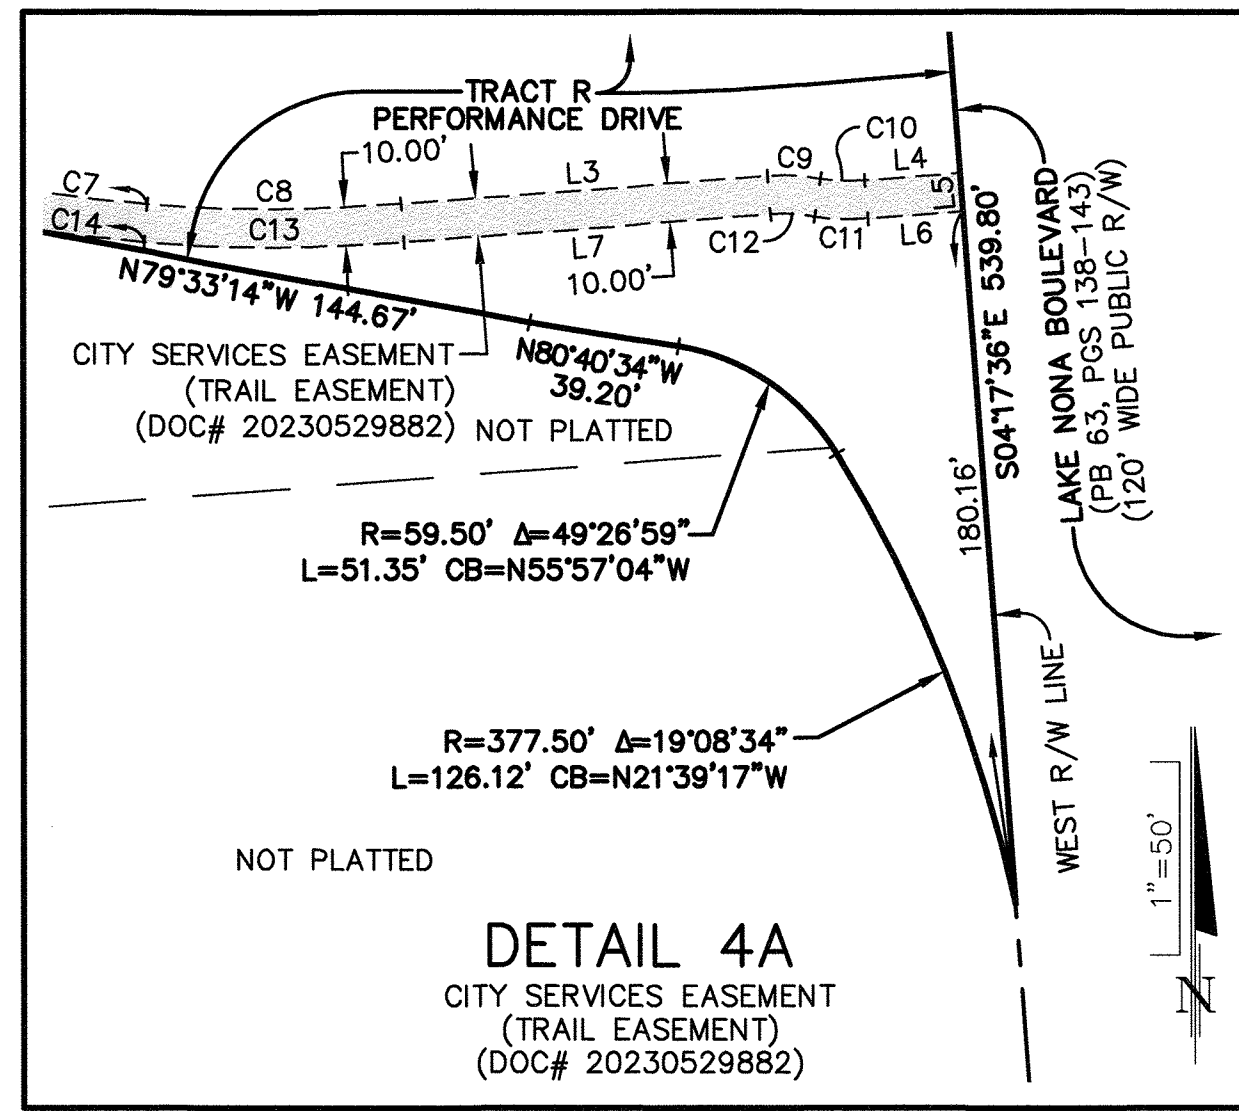 TRACT R
PERFORMANCE DRIVE
10.00'
C10
C9
L4
C7
C8
L3
L5
C14
C13
L7
C12
C11
L6
10.00'
N79°33'14"W 144.67'
CITY SERVICES EASEMENT
(TRAIL EASEMENT)
(DOC# 20230529882)
N80°40'34"W
39.20'
NOT PLATTED
S04°17'36"E 539.80'
180.16'
LAKE NONA BOULEVARD
(PB 63, PGS 138-143)
(120' WIDE PUBLIC R/W)
R=59.50' Δ=49°26'59"
L=51.35' CB=N55°57'04"W
R=377.50' Δ=19°08'34"
L=126.12' CB=N21°39'17"W
WEST R/W LINE
NOT PLATTED
1"=50'
N
DETAIL 4A
CITY SERVICES EASEMENT
(TRAIL EASEMENT)
(DOC# 20230529882)